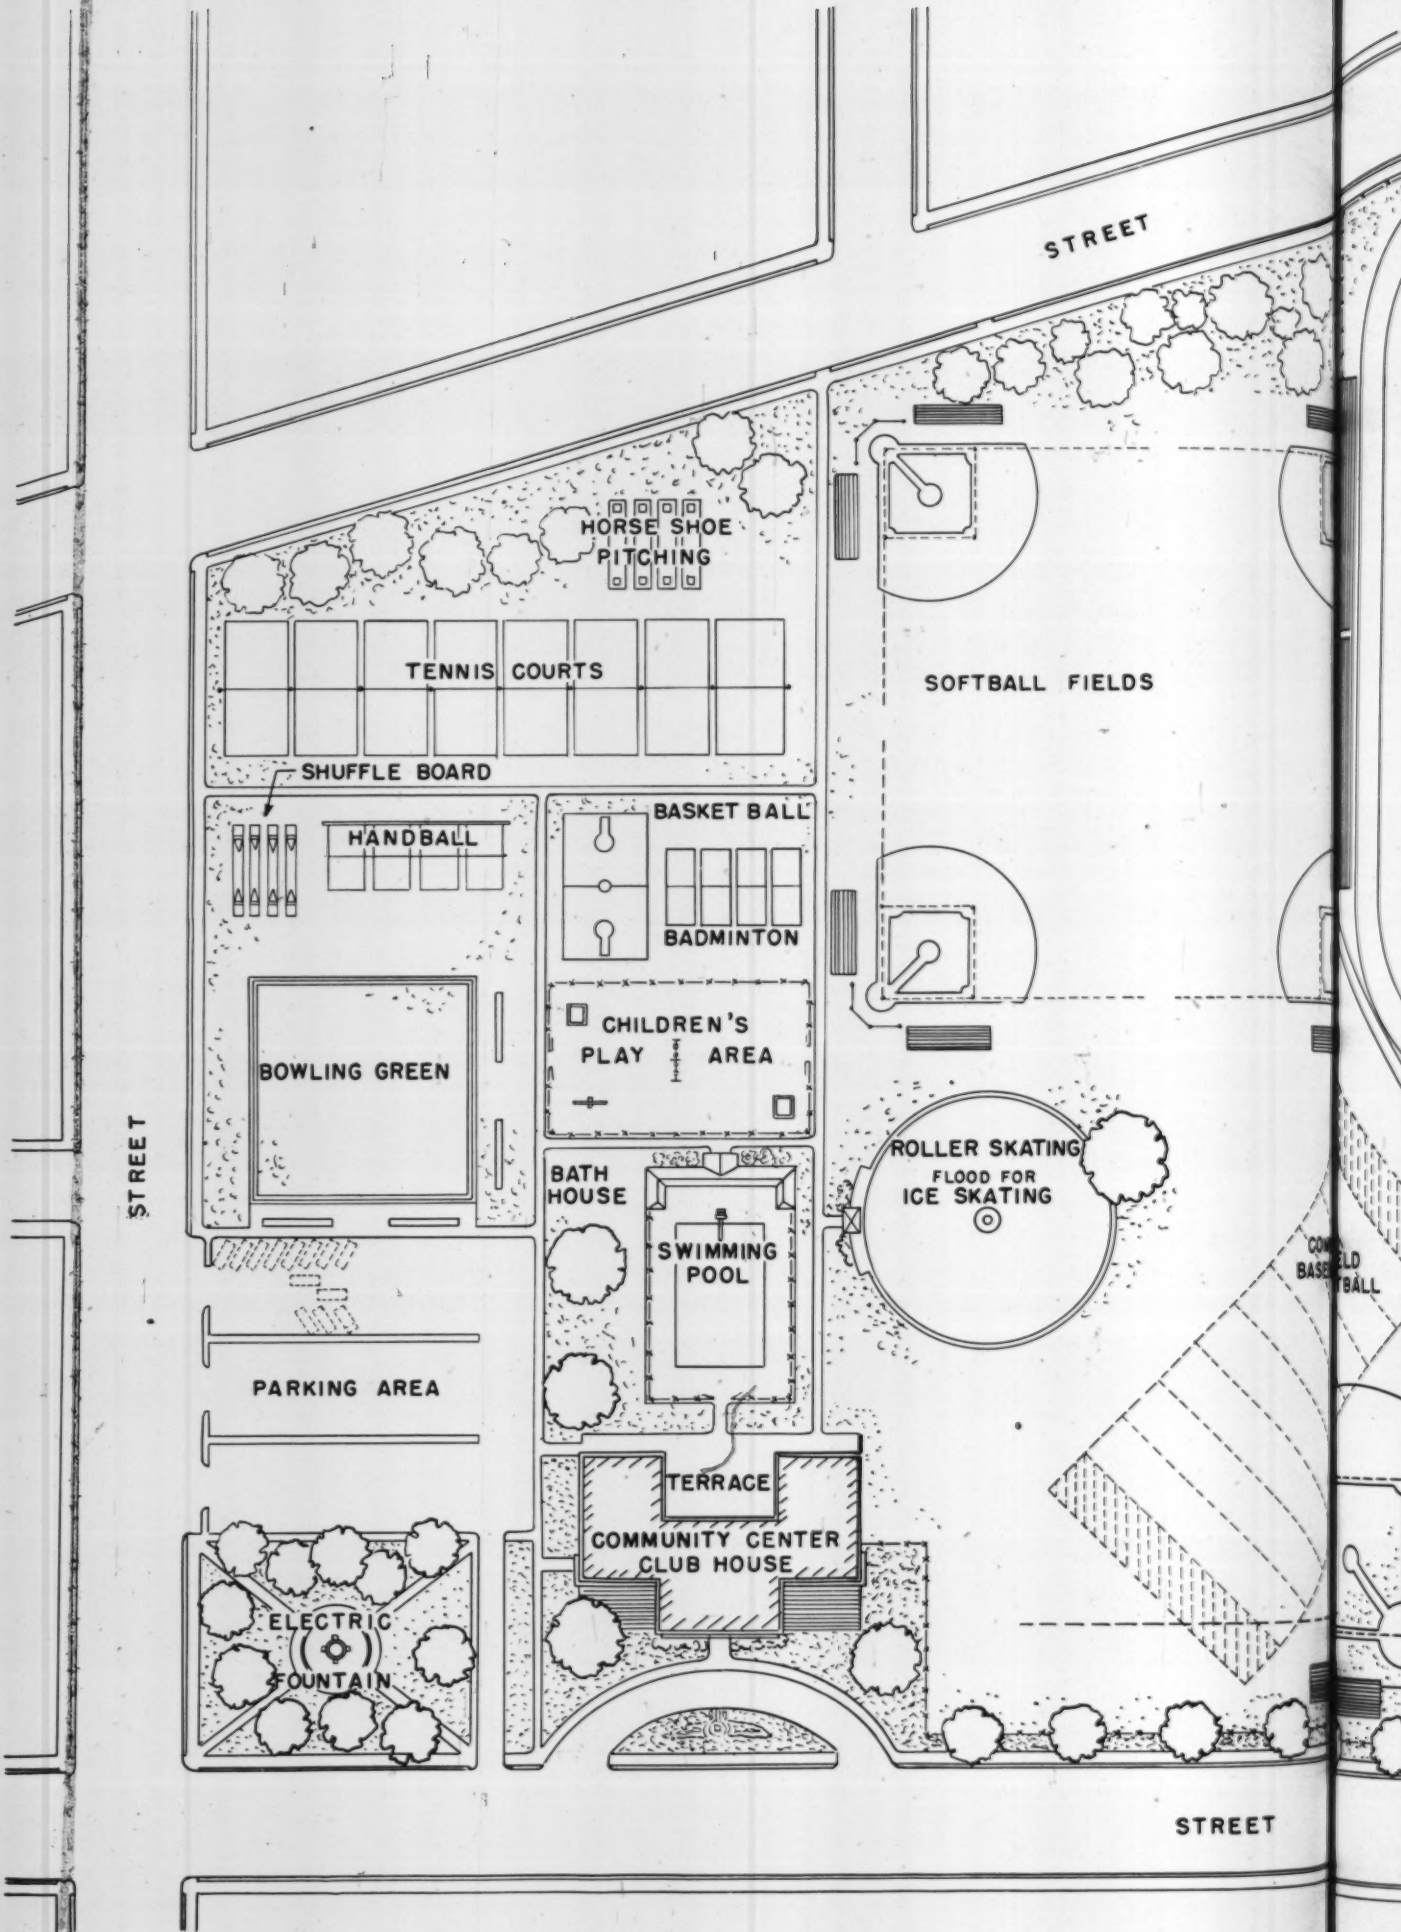 STREET
HORSE SHOE
PITCHING
TENNIS COURTS
SOFTBALL FIELDS
SHUFFLE BOARD
HANDBALL
BASKET BALL
BADMINTON
CHILDREN'S
PLAY AREA
BOWLING GREEN
STREET
BATH
HOUSE
ROLLER SKATING
FLOOD FOR
ICE SKATING
SWIMMING
POOL
PARKING AREA
TERRACE
COMMUNITY CENTER
CLUB HOUSE
ELECTRIC
FOUNTAIN
STREET